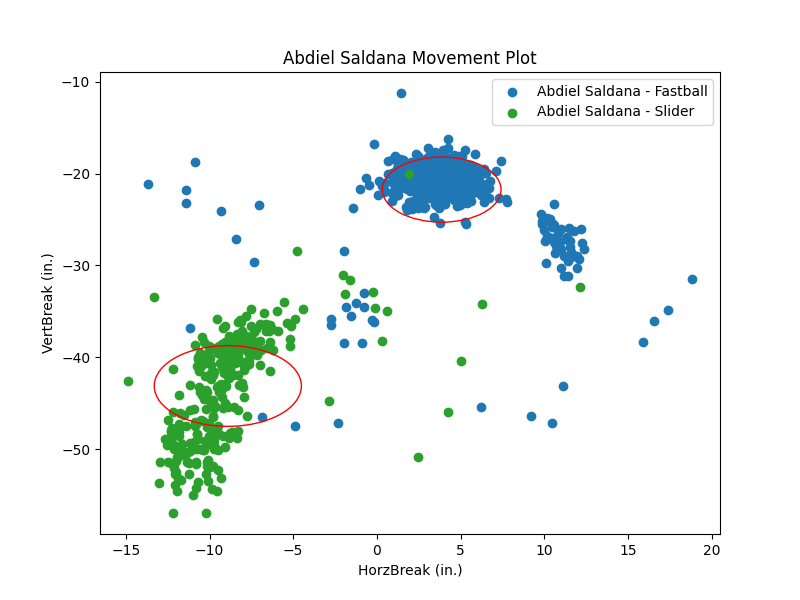 Abdiel Saldana Movement Plot
Abdiel Saldana - Fastball
Abdiel Saldana - Slider
VertBreak (in.)
−10
−20
−30
−40
−50
−15
−10
−5
0
5
10
15
20
HorzBreak (in.)